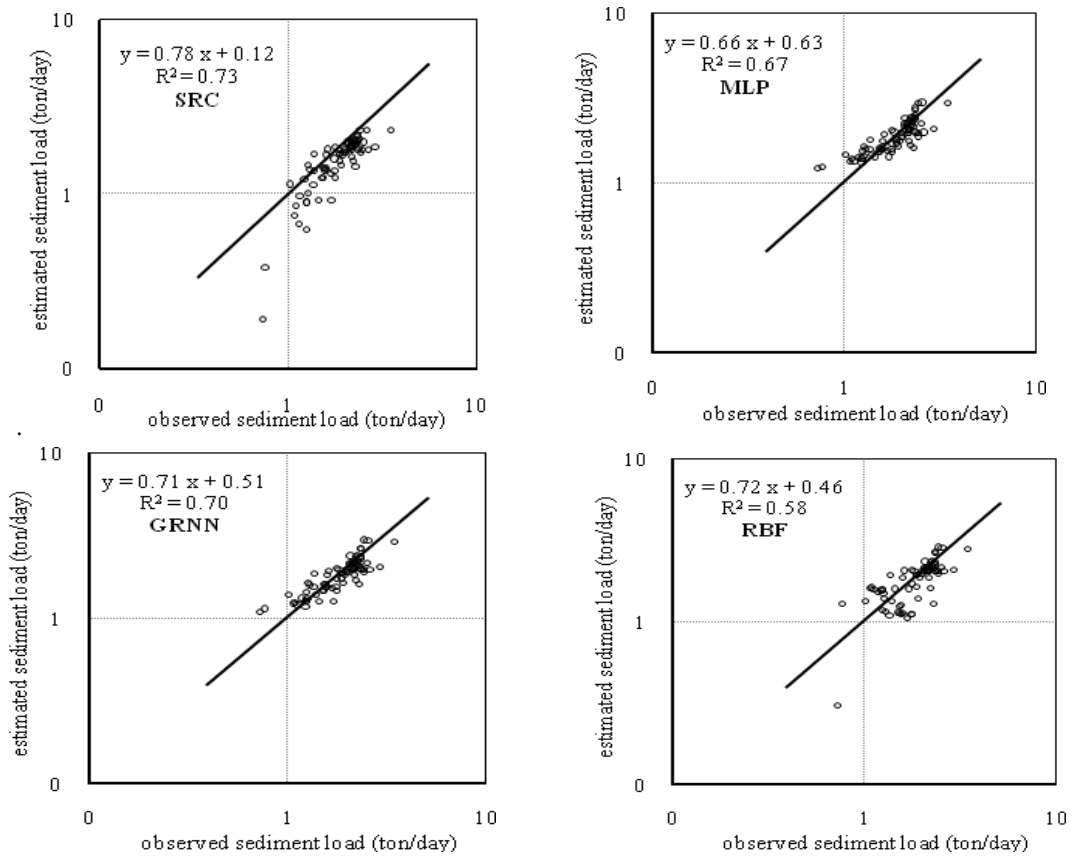 10
y = 0.78 x + 0.12
R² = 0.73
SRC
estimated sediment load (ton/day)
1
0
0 1 10
observed sediment load (ton/day)
10
y = 0.66 x + 0.63
R² = 0.67
MLP
estimated sediment load (ton/day)
1
0
0 1 10
observed sediment load (ton/day)
10
y = 0.71 x + 0.51
R² = 0.70
GRNN
estimated sediment load (ton/day)
1
0
0 1 10
observed sediment load (ton/day)
10
y = 0.72 x + 0.46
R² = 0.58
RBF
estimated sediment load (ton/day)
1
0
0 1 10
observed sediment load (ton/day)